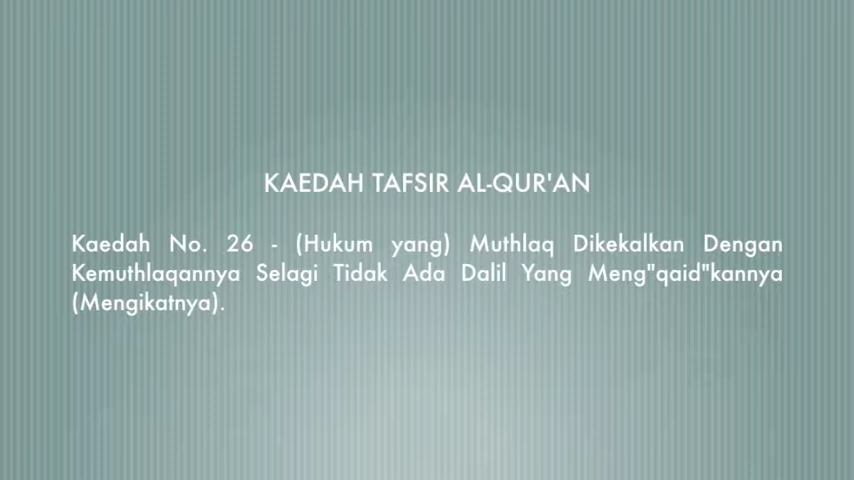 KAEDAH TAFSIR AL-QUR'AN
Kaedah No. 26 - (Hukum yang) Muthlaq Dikekalkan Dengan
Kemuthlaqannya Selagi Tidak Ada Dalil Yang Meng"qaid"kannya
(Mengikatnya).